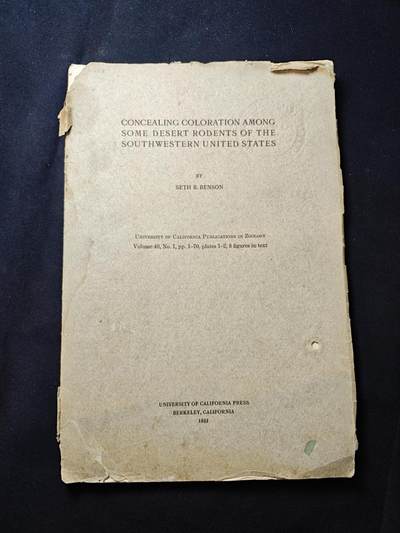 CONCEALING COLORATION AMONG
SOME DESERT RODENTS OF THE
SOUTHWESTERN UNITED STATES
BY
SETH B. BENSON
UNIVERSITY OF CALIFORNIA PUBLICATIONS IN ZOOLOGY
Volume 40, No. 1, pp. 1-70, plates 1-2, 8 figures in text
UNIVERSITY OF CALIFORNIA PRESS
BERKELEY, CALIFORNIA
1933